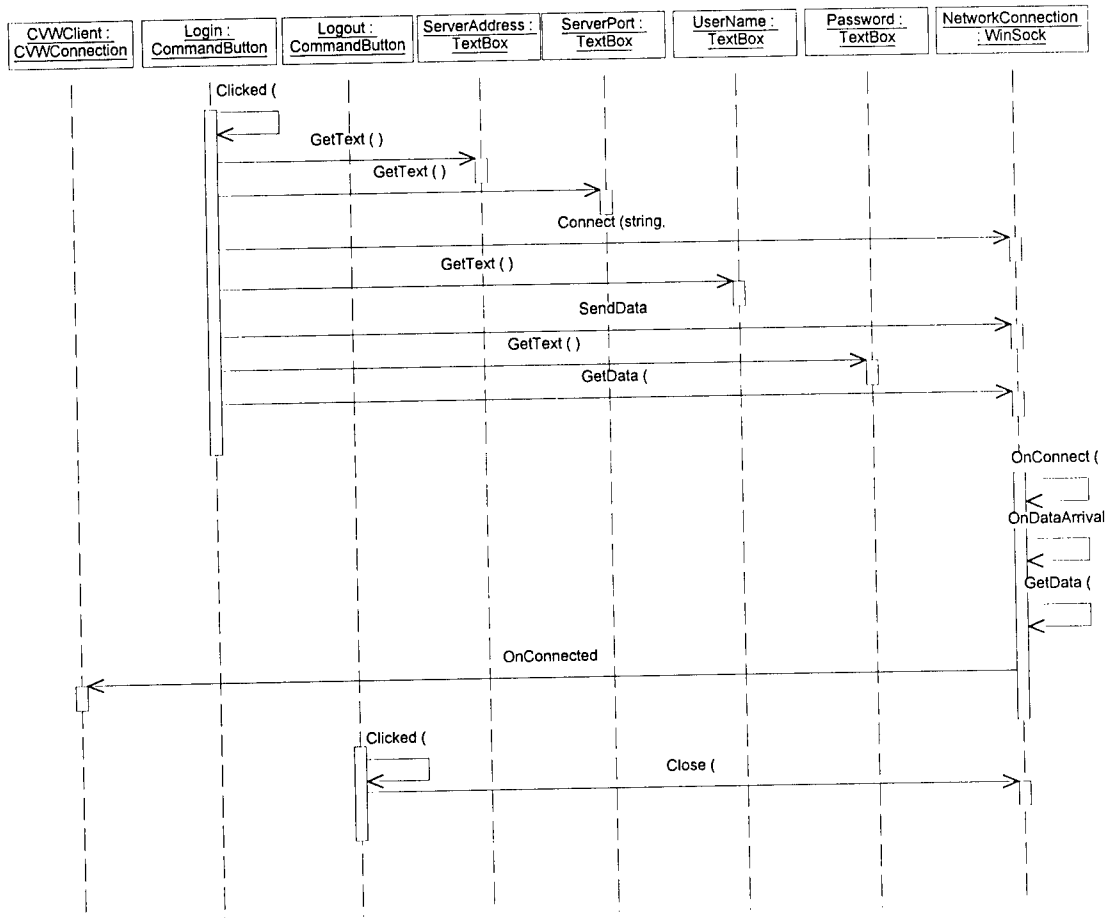 CVWClient :
CVWConnection
Login :
CommandButton
Logout :
CommandButton
ServerAddress :
TextBox
ServerPort :
TextBox
UserName :
TextBox
Password :
TextBox
NetworkConnection
: WinSock
Clicked (
GetText ( )
GetText ( )
Connect (string,
GetText ( )
SendData
GetText ( )
GetData (
OnConnect (
OnDataArrival
GetData (
OnConnected
Clicked (
Close (